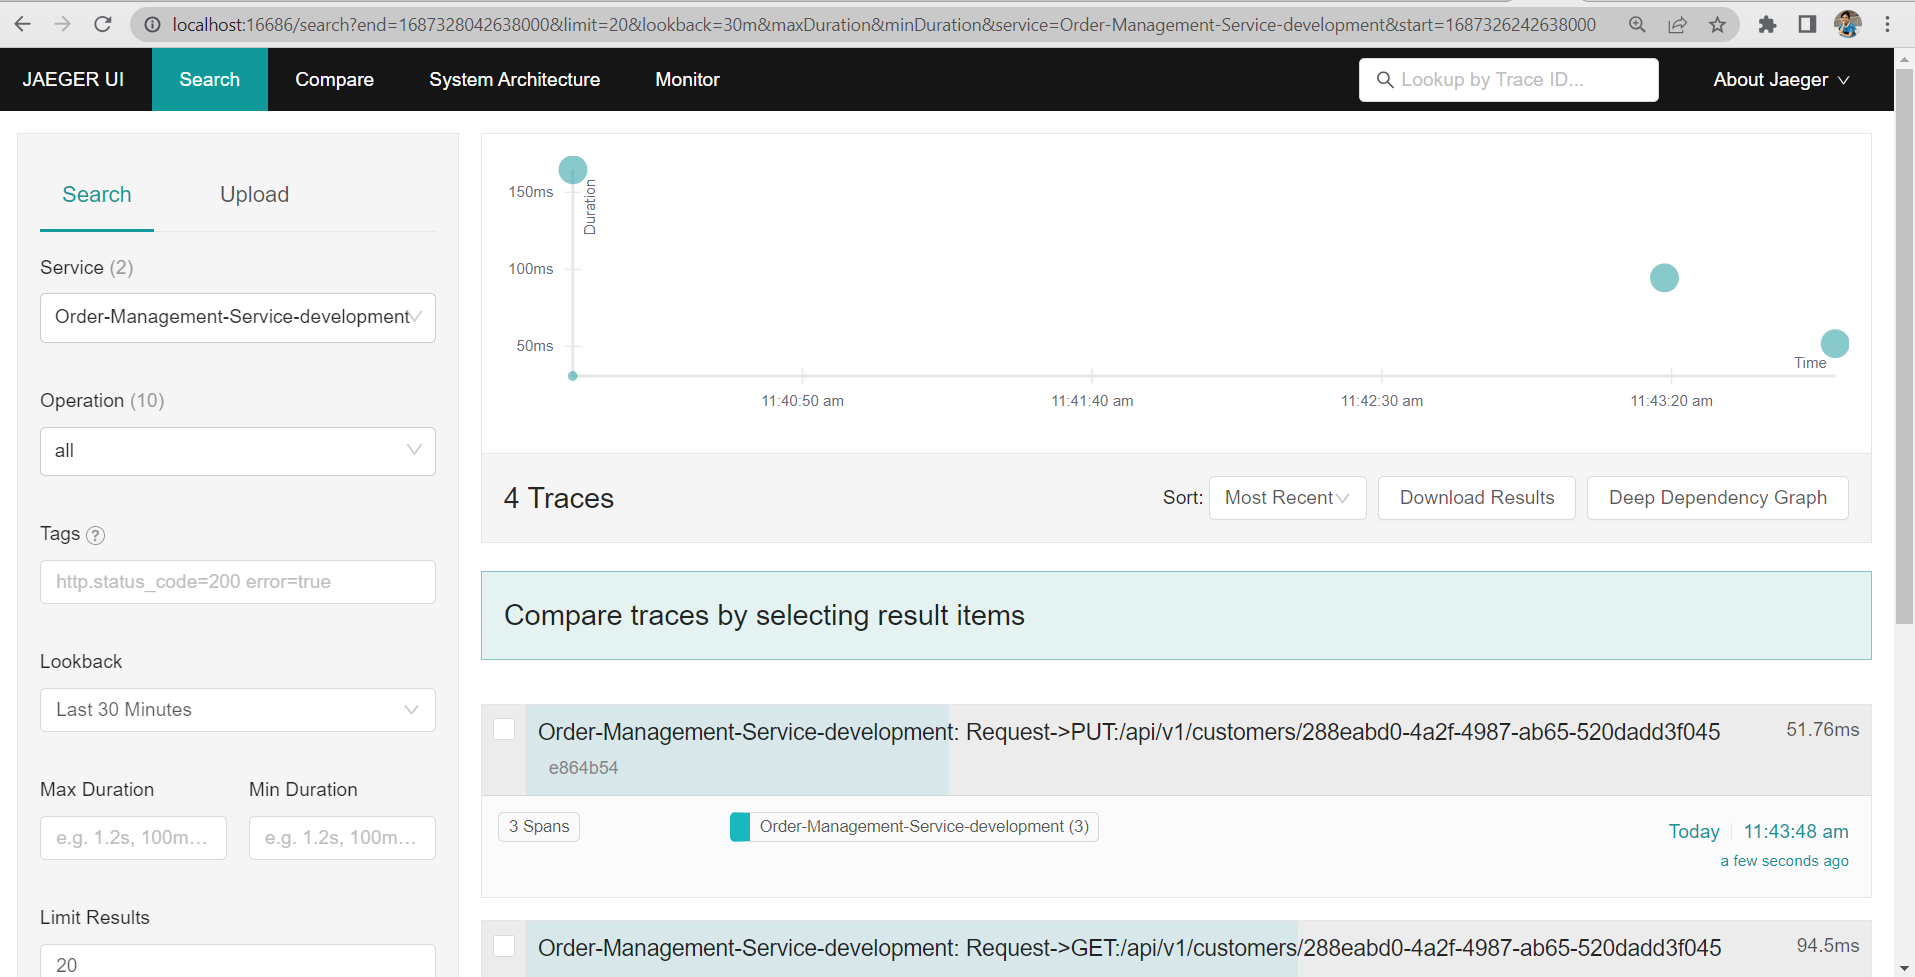 localhost:16686/search?end=1687328042638000&limit=20&lookback=30m&maxDuration&minDuration&service=Order-Management-Service-development&start=1687326242638000
JAEGER UI Search Compare System Architecture Monitor Lookup by Trace ID... About Jaeger
Search Upload
Service (2)
Order-Management-Service-development
Operation (10)
all
Tags ?
http.status_code=200 error=true
Lookback
Last 30 Minutes
Max Duration Min Duration
e.g. 1.2s, 100m... e.g. 1.2s, 100m...
Limit Results
20
150ms
Duration
100ms
50ms
Time
11:40:50 am 11:41:40 am 11:42:30 am 11:43:20 am
4 Traces Sort: Most Recent Download Results Deep Dependency Graph
Compare traces by selecting result items
Order-Management-Service-development: Request->PUT:/api/v1/customers/288eabd0-4a2f-4987-ab65-520dadd3f045 51.76ms
e864b54
3 Spans Order-Management-Service-development (3) Today 11:43:48 am
a few seconds ago
Order-Management-Service-development: Request->GET:/api/v1/customers/288eabd0-4a2f-4987-ab65-520dadd3f045 94.5ms